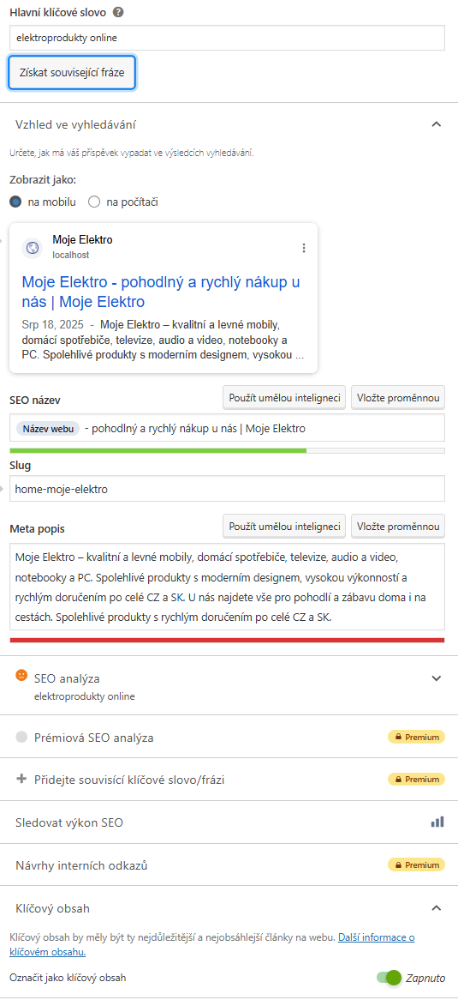 Hlavní klíčové slovo ?
elektroprodukty online
Získat související fráze
Vzhled ve vyhledávání
Určete, jak má váš příspěvek vypadat ve výsledcích vyhledávání.
Zobrazit jako:
na mobilu na počítači
Moje Elektro
localhost
Moje Elektro - pohodlný a rychlý nákup u
nás | Moje Elektro
Srp 18, 2025 - Moje Elektro – kvalitní a levné mobily,
domácí spotřebiče, televize, audio a video, notebooky a
PC. Spolehlivé produkty s moderním designem, vysokou ...
SEO název Použít umělou inteligneci Vložte proměnnou
Název webu - pohodlný a rychlý nákup u nás | Moje Elektro
Slug
home-moje-elektro
Meta popis Použít umělou inteligneci Vložte proměnnou
Moje Elektro – kvalitní a levné mobily, domácí spotřebiče, televize, audio a video,
notebooky a PC. Spolehlivé produkty s moderním designem, vysokou výkonností a
rychlým doručením po celé CZ a SK. U nás najdete vše pro pohodlí a zábavu doma i na
cestách. Spolehlivé produkty s rychlým doručením po celé CZ a SK.
SEO analýza
elektroprodukty online
Prémiová SEO analýza Premium
Přidejte souvisící klíčové slovo/frázi Premium
Sledovat výkon SEO
Návrhy interních odkazů Premium
Klíčový obsah
Klíčový obsah by měly být ty nejdůležitější a nejobsáhlejší články na webu. Další informace o
klíčovém obsahu.
Označit jako klíčový obsah Zapnuto